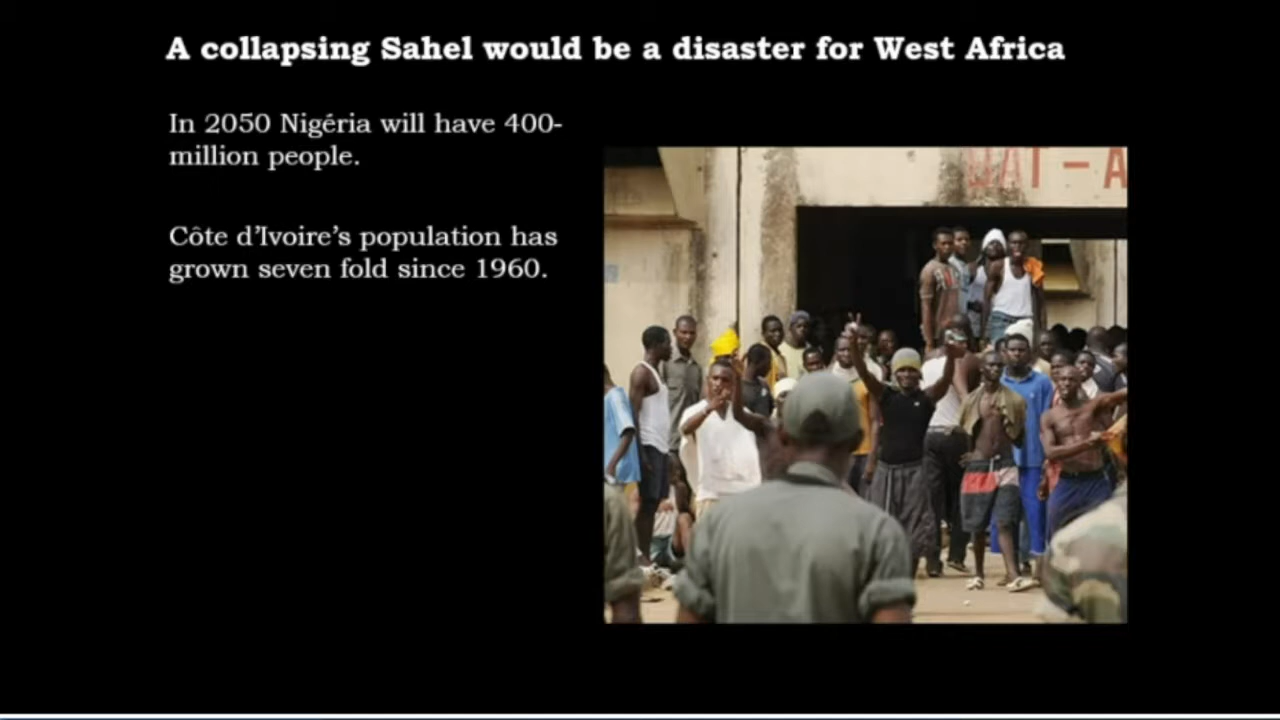 A collapsing Sahel would be a disaster for West Africa
In 2050 Nigéria will have 400-
million people.
Côte d'Ivoire's population has
grown seven fold since 1960.
AT - A